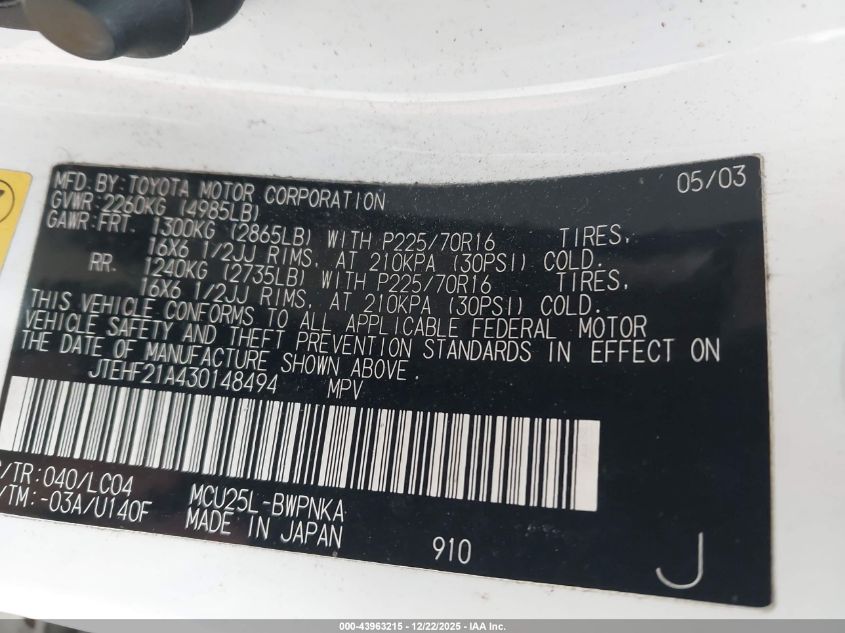 MFD.BY:TOYOTA MOTOR CORPORATION 05/03
GVWR:2260KG (4985LB)
GAWR:FRT. 1300KG (2865LB) WITH P225/70R16 TIRES,
16X6 1/2JJ RIMS, AT 210KPA (30PSI) COLD.
RR. 1240KG (2735LB) WITH P225/70R16 TIRES,
16X6 1/2JJ RIMS, AT 210KPA (30PSI) COLD.
THIS VEHICLE CONFORMS TO ALL APPLICABLE FEDERAL MOTOR
VEHICLE SAFETY AND THEFT PREVENTION STANDARDS IN EFFECT ON
THE DATE OF MANUFACTURE SHOWN ABOVE.
JTEHF21A430148494 MPV
/TR:040/LC04 MCU25L-BWPNKA
/TM:-03A/U140F MADE IN JAPAN 910
J
000-43963215 - 12/22/2025 - IAA Inc.